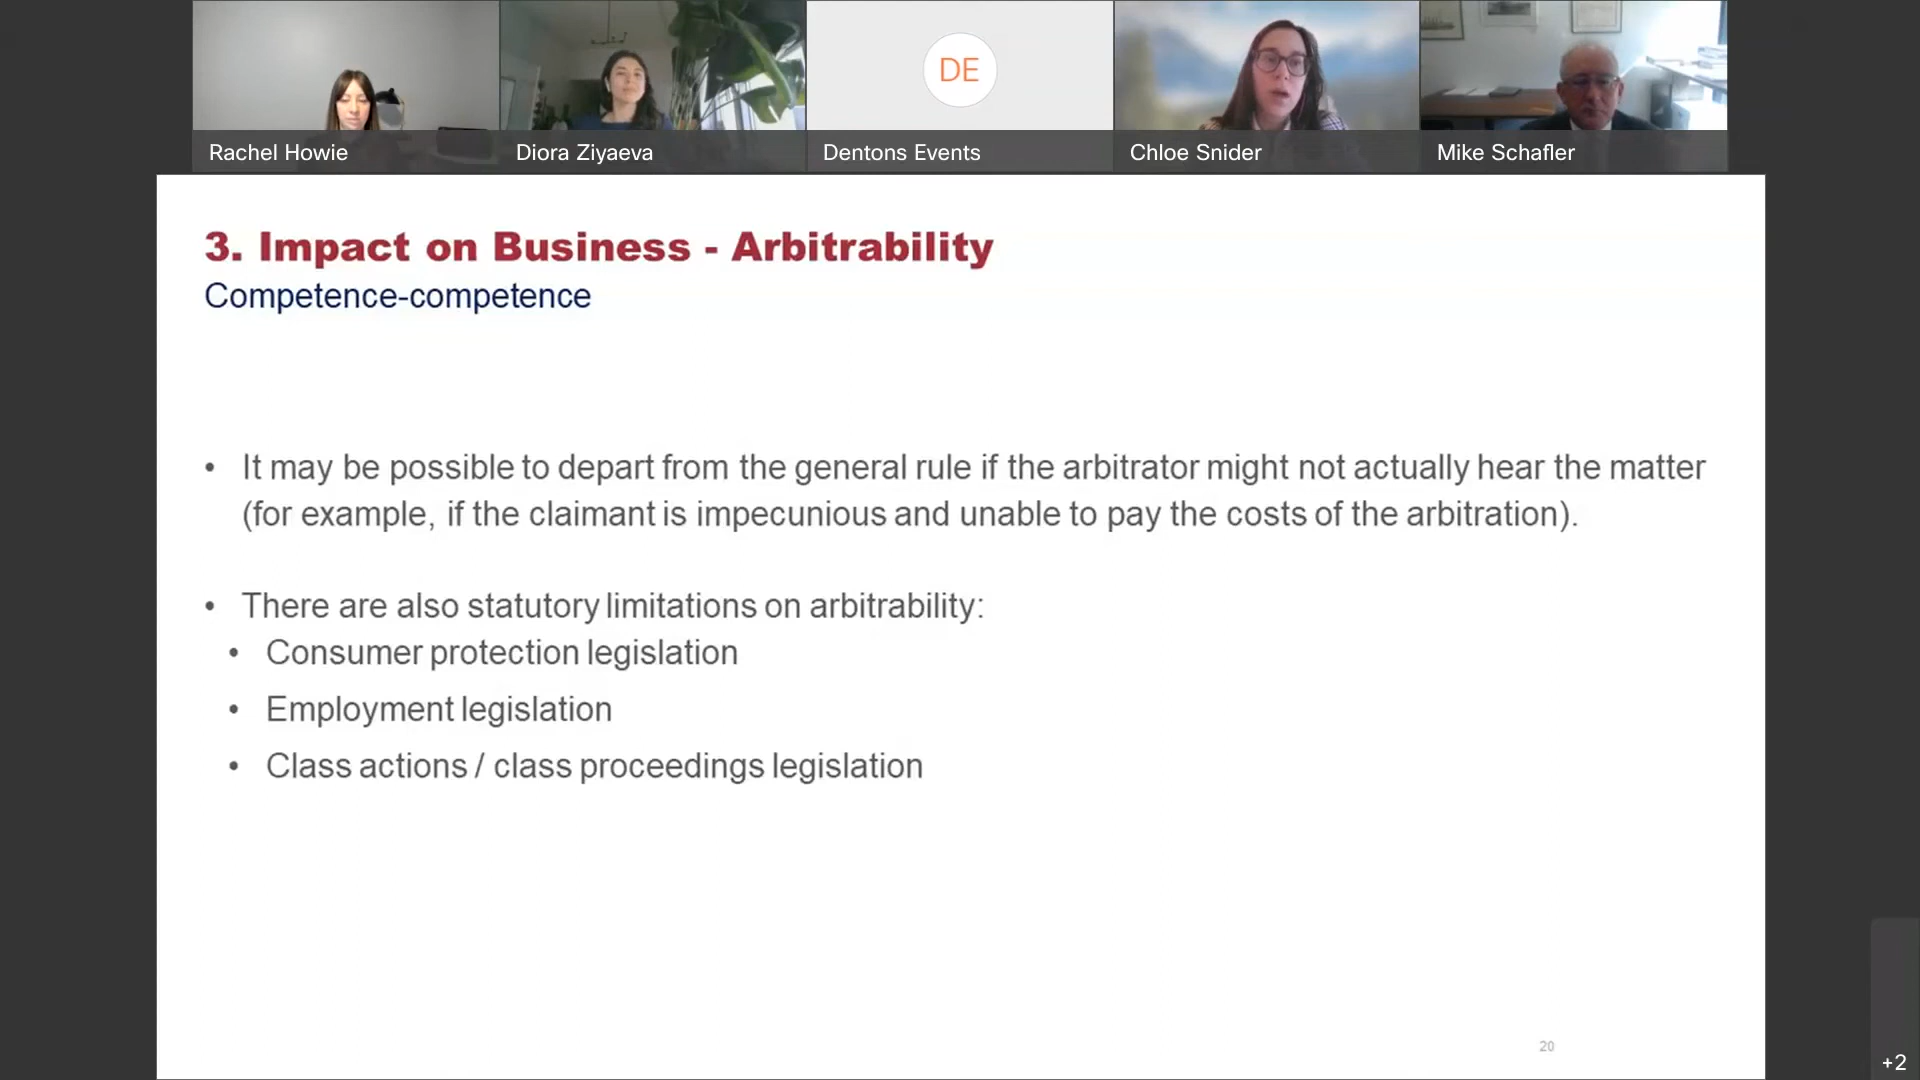 DE
Rachel Howie
Diora Ziyaeva
Dentons Events
Chloe Snider
Mike Schafler
3. Impact on Business - Arbitrability
Competence-competence
• It may be possible to depart from the general rule if the arbitrator might not actually hear the matter
(for example, if the claimant is impecunious and unable to pay the costs of the arbitration).
• There are also statutory limitations on arbitrability:
• Consumer protection legislation
• Employment legislation
• Class actions / class proceedings legislation
20
+2